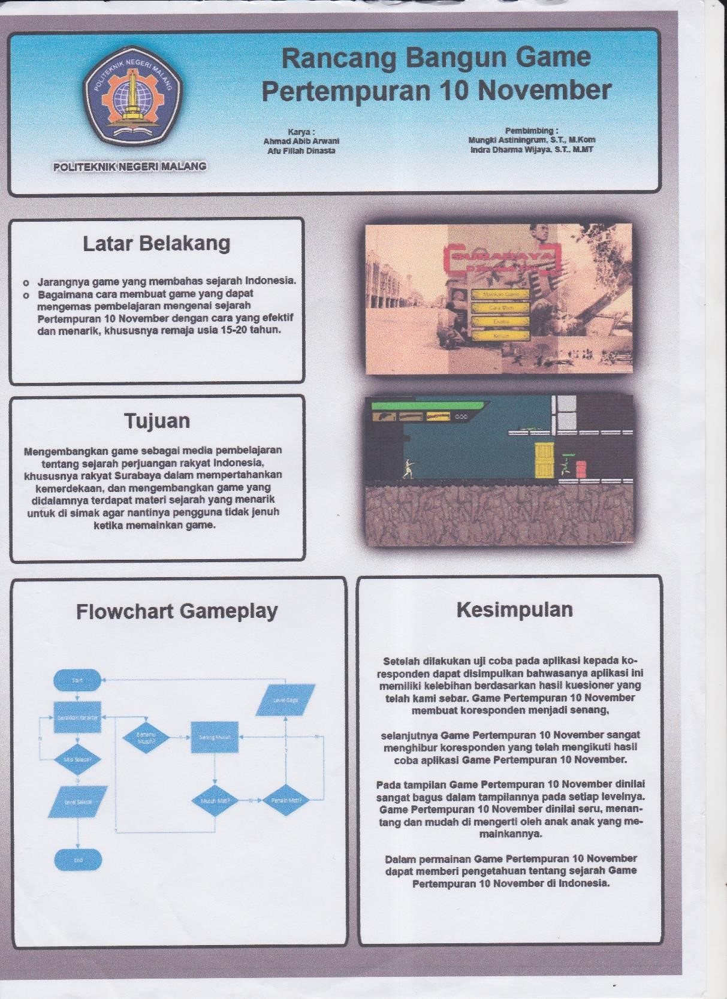 POLITEKNIK NEGERI MALANG
Rancang Bangun Game
Pertempuran 10 November
Karya :
Ahmad Abib Arwani
Afu Fillah Dinasta
Pembimbing :
Mungki Astiningrum, S.T., M.Kom
Indra Dharma Wijaya, S.T., M.MT
POLITEKNIK NEGERI MALANG
Latar Belakang
o Jarangnya game yang membahas sejarah Indonesia.
o Bagaimana cara membuat game yang dapat
mengemas pembelajaran mengenai sejarah
Pertempuran 10 November dengan cara yang efektif
dan menarik, khususnya remaja usia 15-20 tahun.
SURABAYA
Mainkan Game
Cara Main
Ekstra
Keluar
Tujuan
Mengembangkan game sebagai media pembelajaran
tentang sejarah perjuangan rakyat Indonesia,
khususnya rakyat Surabaya dalam mempertahankan
kemerdekaan, dan mengembangkan game yang
didalamnya terdapat materi sejarah yang menarik
untuk di simak agar nantinya pengguna tidak jenuh
ketika memainkan game.
GOD
Flowchart Gameplay
Start
Level Gagal
Gerakkan Karakter
Bertemu
Musuh?
Y
Serang Musuh
N
N
Misi Selesai?
Y
Level Selesai
Musuh Mati?
N
Pemain Mati?
Y
End
Kesimpulan
Setelah dilakukan uji coba pada aplikasi kepada ko-
responden dapat disimpulkan bahwasanya aplikasi ini
memiliki kelebihan berdasarkan hasil kuesioner yang
telah kami sebar. Game Pertempuran 10 November
membuat koresponden menjadi senang,
selanjutnya Game Pertempuran 10 November sangat
menghibur koresponden yang telah mengikuti hasil
coba aplikasi Game Pertempuran 10 November.
Pada tampilan Game Pertempuran 10 November dinilai
sangat bagus dalam tampilannya pada setiap levelnya.
Game Pertempuran 10 November dinilai seru, menan-
tang dan mudah di mengerti oleh anak anak yang me-
mainkannya.
Dalam permainan Game Pertempuran 10 November
dapat memberi pengetahuan tentang sejarah Game
Pertempuran 10 November di Indonesia.